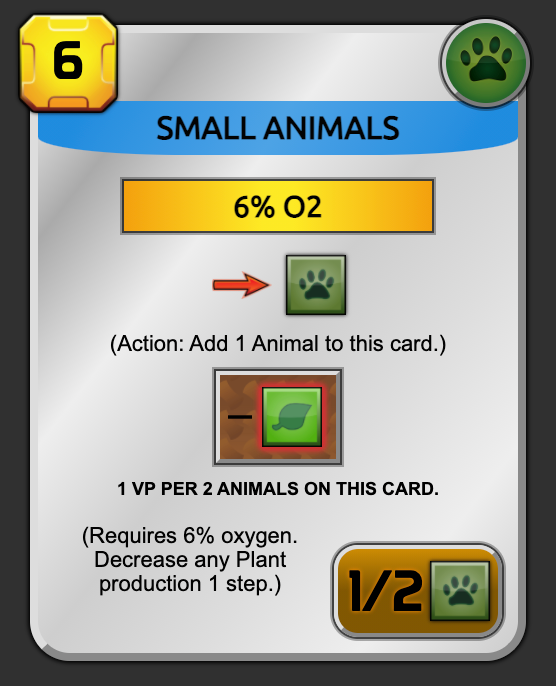 6
SMALL ANIMALS
6% O2
(Action: Add 1 Animal to this card.)
1 VP PER 2 ANIMALS ON THIS CARD.
(Requires 6% oxygen.
Decrease any Plant
production 1 step.)
1/2